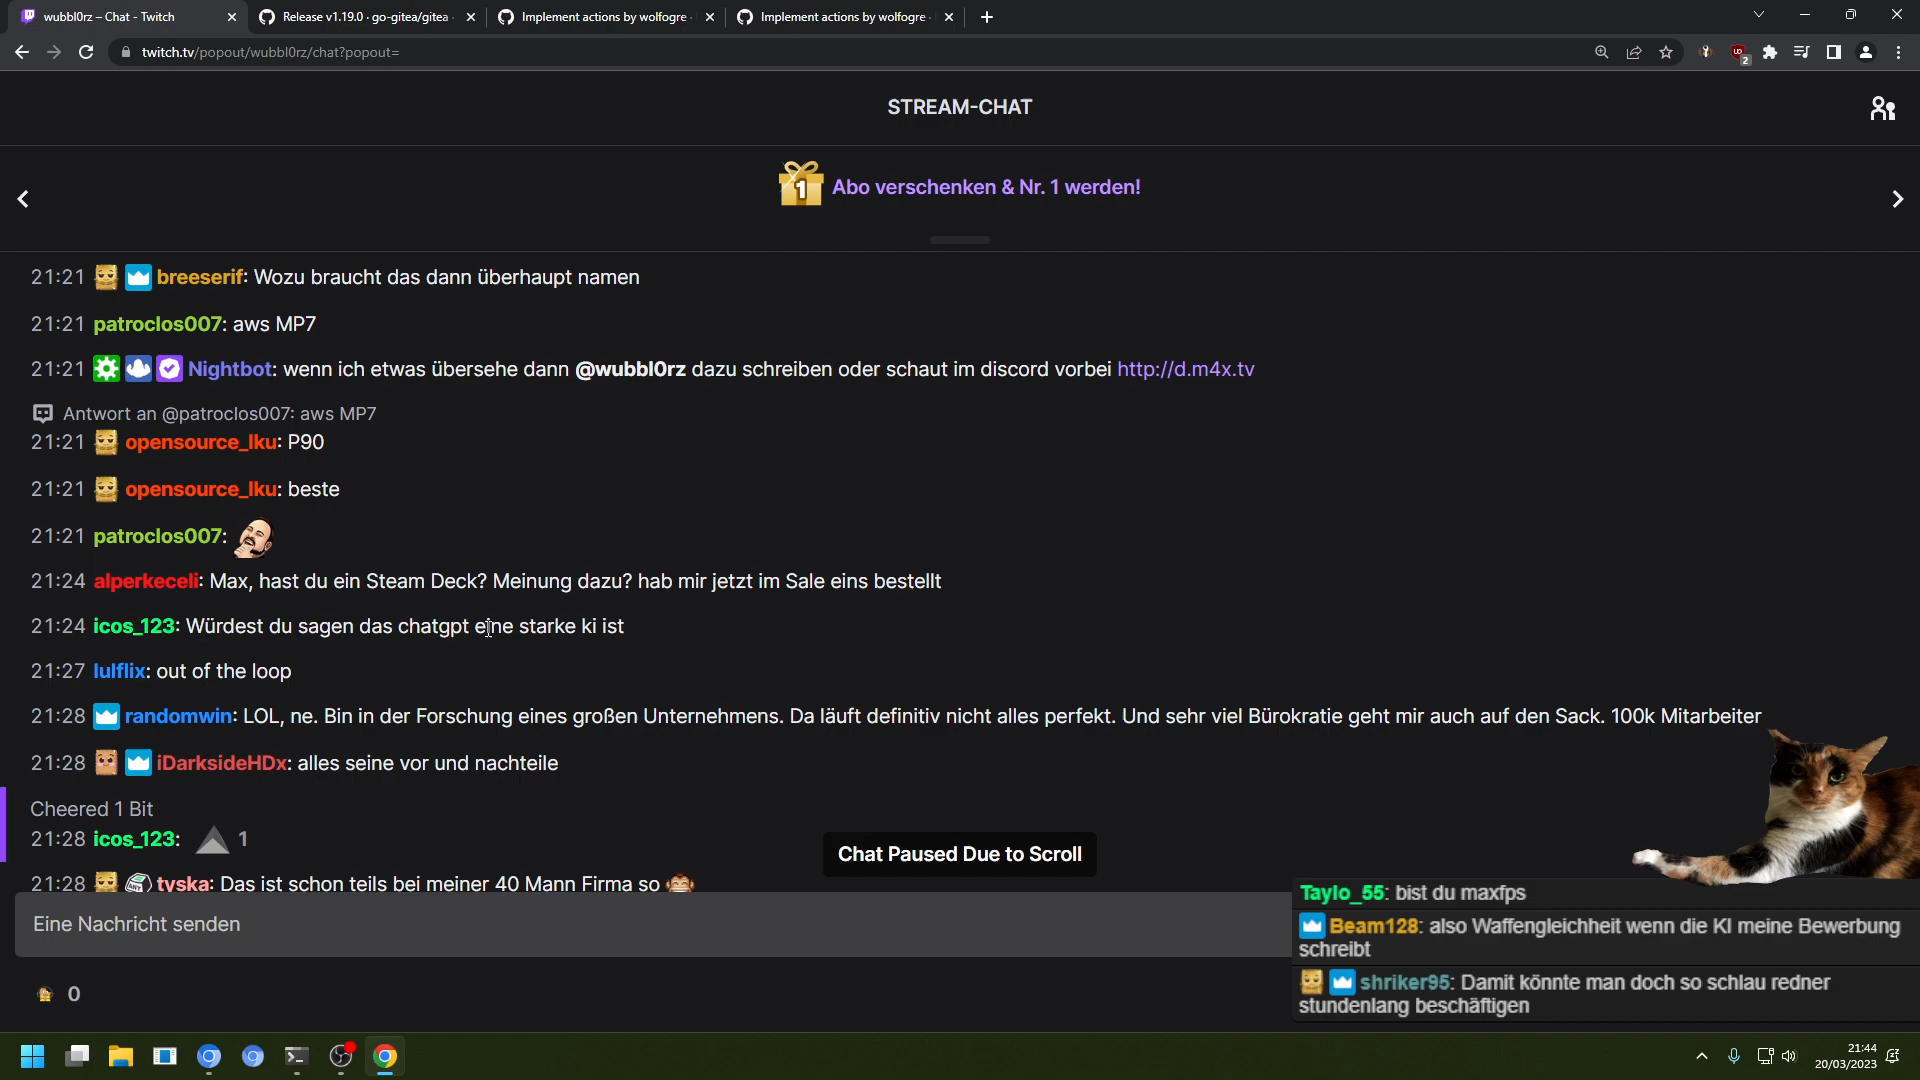 wubbl0rz – Chat - Twitch
Release v1.19.0 · go-gitea/gitea
Implement actions by wolfogre ·
Implement actions by wolfogre ·
twitch.tv/popout/wubbl0rz/chat?popout=
2
STREAM-CHAT
1 Abo verschenken & Nr. 1 werden!
21:21 breeserif: Wozu braucht das dann überhaupt namen
21:21 patroclos007: aws MP7
21:21 Nightbot: wenn ich etwas übersehe dann @wubbl0rz dazu schreiben oder schaut im discord vorbei http://d.m4x.tv
Antwort an @patroclos007: aws MP7
21:21 opensource_lku: P90
21:21 opensource_lku: beste
21:21 patroclos007:
21:24 alperkeceli: Max, hast du ein Steam Deck? Meinung dazu? hab mir jetzt im Sale eins bestellt
21:24 icos_123: Würdest du sagen das chatgpt eine starke ki ist
21:27 lulflix: out of the loop
21:28 randomwin: LOL, ne. Bin in der Forschung eines großen Unternehmens. Da läuft definitiv nicht alles perfekt. Und sehr viel Bürokratie geht mir auch auf den Sack. 100k Mitarbeiter
21:28 iDarksideHDx: alles seine vor und nachteile
Cheered 1 Bit
21:28 icos_123: 1
21:28 tyska: Das ist schon teils bei meiner 40 Mann Firma so
Chat Paused Due to Scroll
Eine Nachricht senden
0
Taylo_55: bist du maxfps
Beam128: also Waffengleichheit wenn die KI meine Bewerbung
schreibt
shriker95: Damit könnte man doch so schlau redner
stundenlang beschäftigen
21:44
20/03/2023